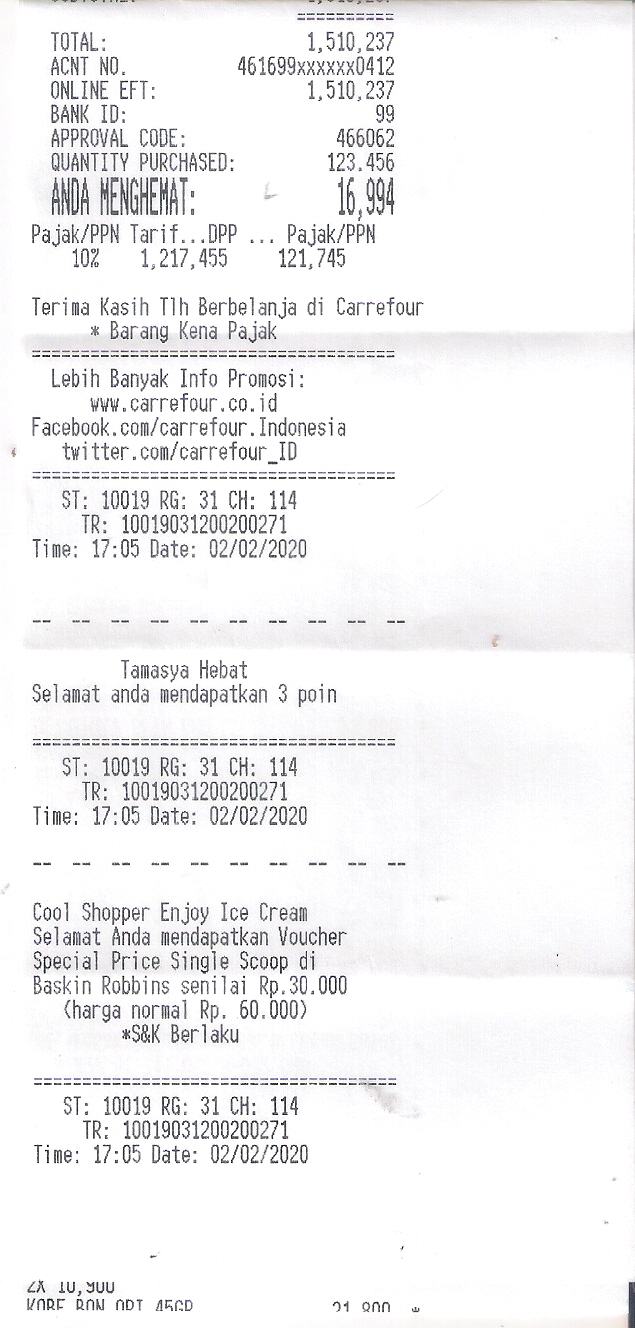 ==========
TOTAL: 1,510,237
ACNT NO. 461699xxxxxx0412
ONLINE EFT: 1,510,237
BANK ID: 99
APPROVAL CODE: 466062
QUANTITY PURCHASED: 123.456
ANDA MENGHEMAT: 16,994
Pajak/PPN Tarif...DPP ... Pajak/PPN
10% 1,217,455 121,745
Terima Kasih Tlh Berbelanja di Carrefour
* Barang Kena Pajak
=====================================
Lebih Banyak Info Promosi:
www.carrefour.co.id
Facebook.com/carrefour.Indonesia
twitter.com/carrefour_ID
=====================================
ST: 10019 RG: 31 CH: 114
TR: 10019031200200271
Time: 17:05 Date: 02/02/2020
-- -- -- -- -- -- -- -- -- --
Tamasya Hebat
Selamat anda mendapatkan 3 poin
=====================================
ST: 10019 RG: 31 CH: 114
TR: 10019031200200271
Time: 17:05 Date: 02/02/2020
-- -- -- -- -- -- -- -- -- --
Cool Shopper Enjoy Ice Cream
Selamat Anda mendapatkan Voucher
Special Price Single Scoop di
Baskin Robbins senilai Rp.30.000
(harga normal Rp. 60.000)
*S&K Berlaku
=====================================
ST: 10019 RG: 31 CH: 114
TR: 10019031200200271
Time: 17:05 Date: 02/02/2020
2X 10,900
21,800 *